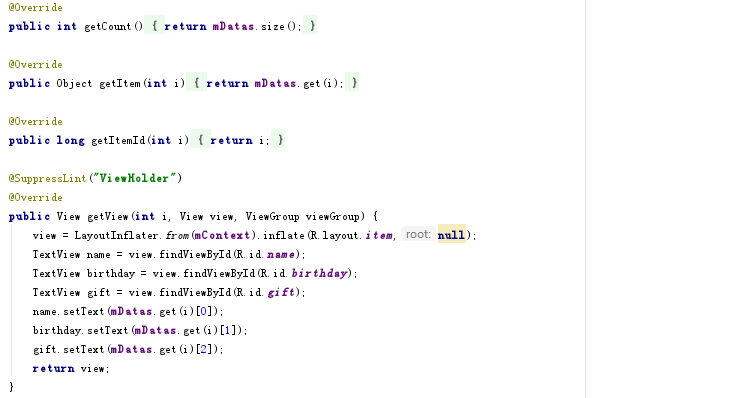 @Override
public int getCount() { return mDatas.size(); }
@Override
public Object getItem(int i) { return mDatas.get(i); }
@Override
public long getItemId(int i) { return i; }
@SuppressLint("ViewHolder")
@Override
public View getView(int i, View view, ViewGroup viewGroup) {
view = LayoutInflater.from(mContext).inflate(R.layout.item, root: null);
TextView name = view.findViewById(R.id.name);
TextView birthday = view.findViewById(R.id.birthday);
TextView gift = view.findViewById(R.id.gift);
name.setText(mDatas.get(i)[0]);
birthday.setText(mDatas.get(i)[1]);
gift.setText(mDatas.get(i)[2]);
return view;
}